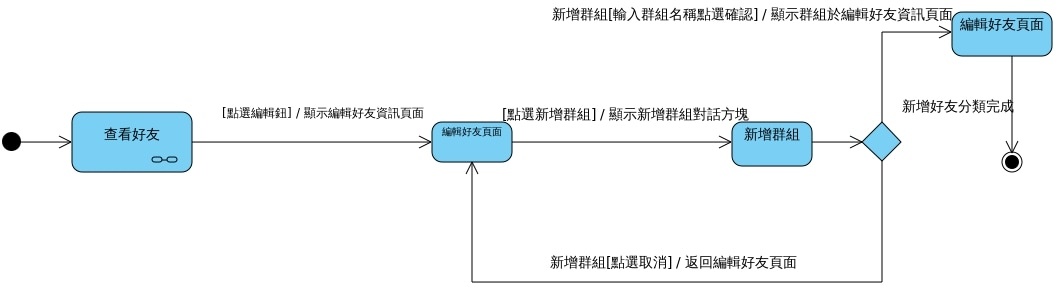 新增群組[輸入群組名稱點選確認] / 顯示群組於編輯好友資訊頁面
編輯好友頁面
[點選編輯鈕] / 顯示編輯好友資訊頁面
[點選新增群組] / 顯示新增群組對話方塊
新增好友分類完成
查看好友
編輯好友頁面
新增群組
新增群組[點選取消] / 返回編輯好友頁面